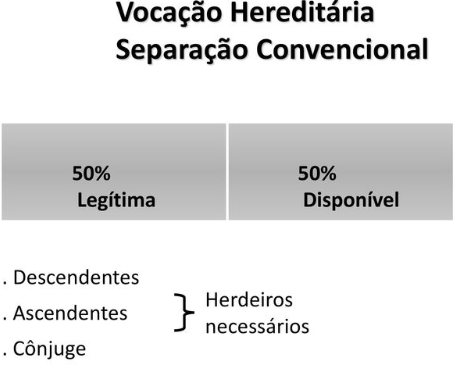 Vocação Hereditária
Separação Convencional
50%
Legítima
50%
Disponível
. Descendentes
. Ascendentes
. Cônjuge
Herdeiros
necessários